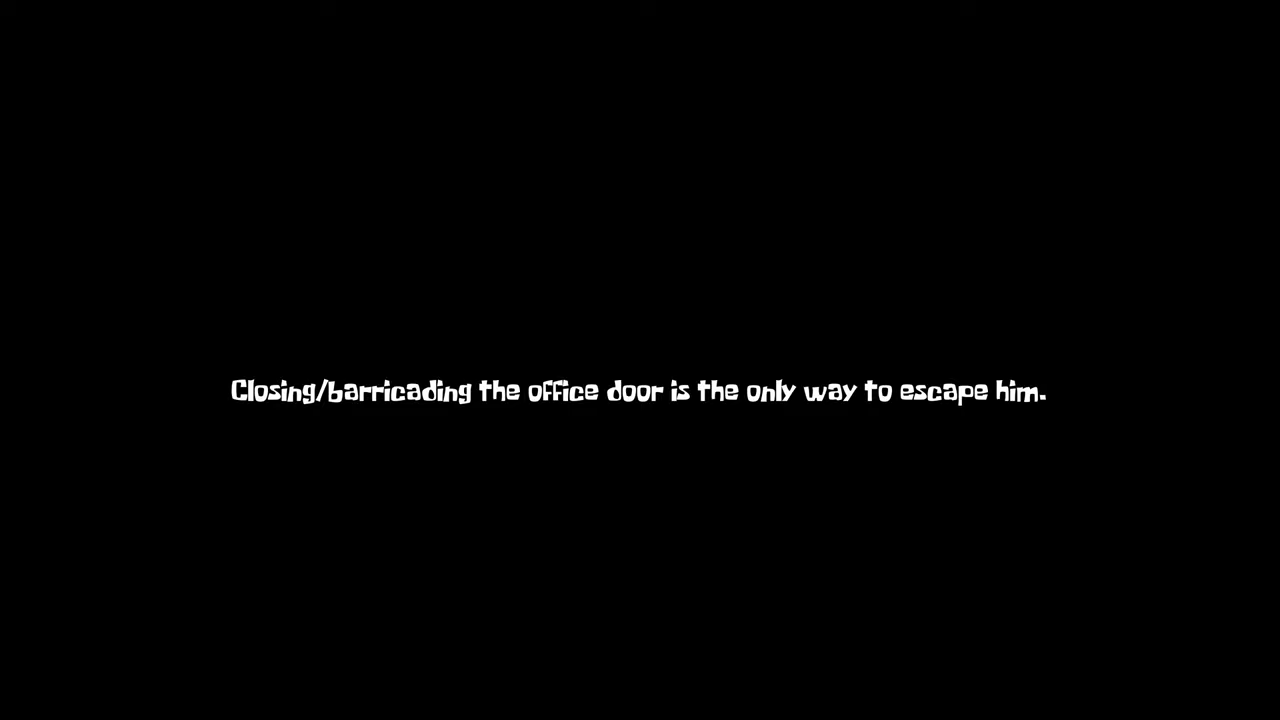 Closing/barricading the office door is the only way to escape him.